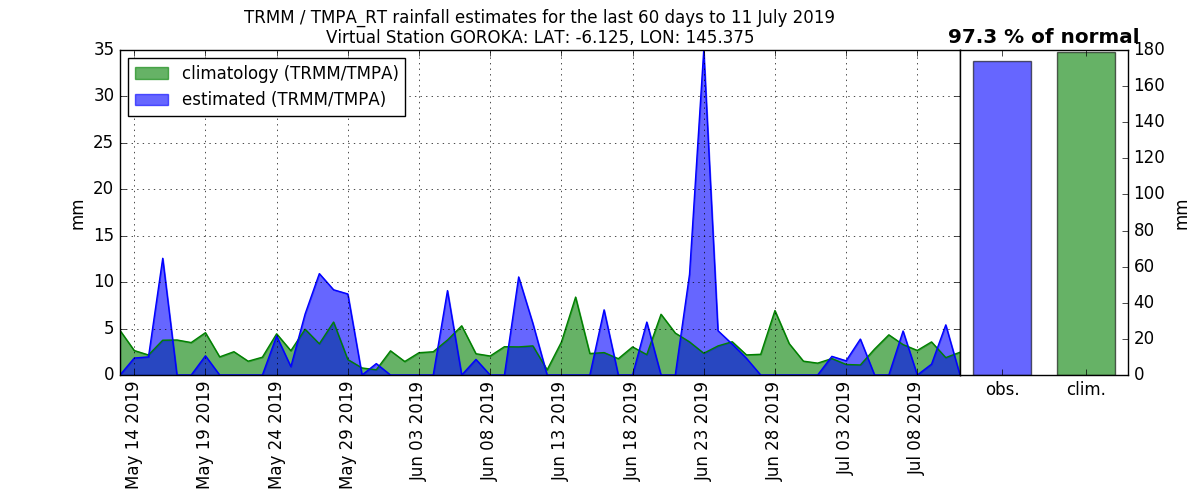 TRMM / TMPA_RT rainfall estimates for the last 60 days to 11 July 2019
Virtual Station GOROKA: LAT: -6.125, LON: 145.375
97.3 % of normal
climatology (TRMM/TMPA)
estimated (TRMM/TMPA)
35
30
25
20
15
10
5
0
mm
May 14 2019
May 19 2019
May 24 2019
May 29 2019
Jun 03 2019
Jun 08 2019
Jun 13 2019
Jun 18 2019
Jun 23 2019
Jun 28 2019
Jul 03 2019
Jul 08 2019
obs.
clim.
180
160
140
120
100
80
60
40
20
0
mm